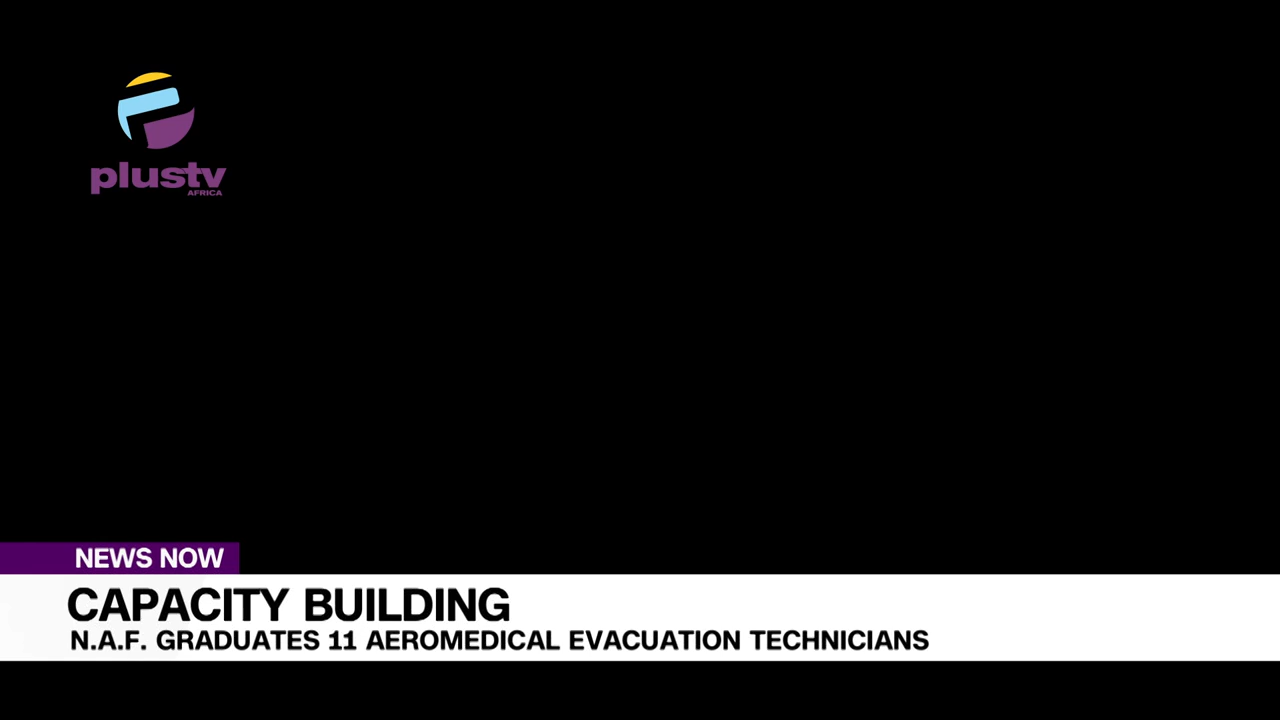 plustv
AFRICA
NEWS NOW
CAPACITY BUILDING
N.A.F. GRADUATES 11 AEROMEDICAL EVACUATION TECHNICIANS